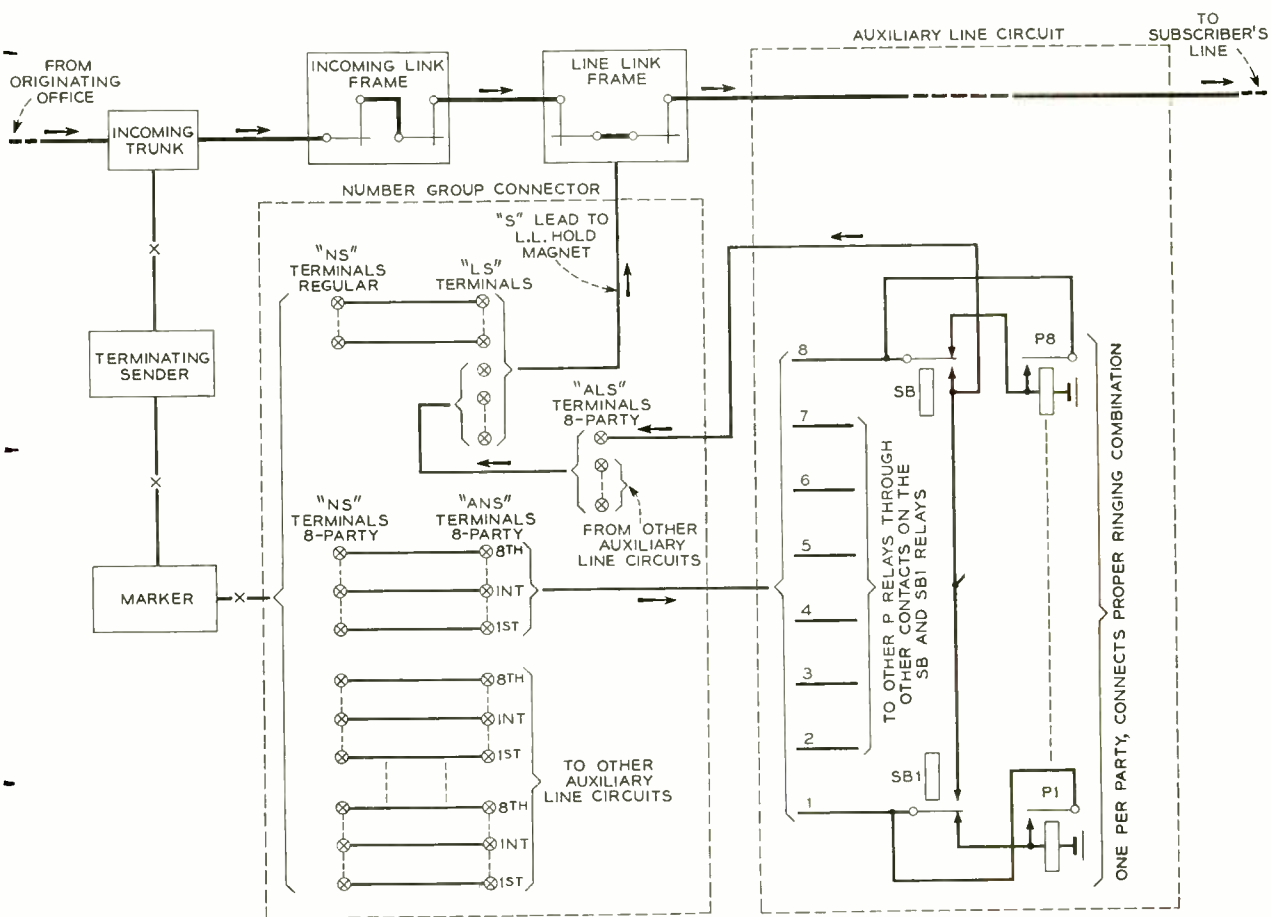 FROM
ORIGINATING
OFFICE
INCOMING
TRUNK
INCOMING LINK
FRAME
LINE LINK
FRAME
AUXILIARY LINE CIRCUIT
TO
SUBSCRIBER'S
LINE
NUMBER GROUP CONNECTOR
"NS"
TERMINALS
REGULAR
"LS"
TERMINALS
"S" LEAD TO
L.L. HOLD
MAGNET
TERMINATING
SENDER
"ALS"
TERMINALS
8-PARTY
FROM OTHER
AUXILIARY
LINE CIRCUITS
"NS"
TERMINALS
8-PARTY
"ANS"
TERMINALS
8-PARTY
8TH
INT
1ST
MARKER
8TH
INT
1ST
8TH
INT
1ST
TO OTHER
AUXILIARY
LINE CIRCUITS
8
7
6
5
4
3
2
1
SB
P8
SB1
P1
TO OTHER P RELAYS THROUGH
OTHER CONTACTS ON THE
SB AND SB1 RELAYS
ONE PER PARTY, CONNECTS PROPER RINGING COMBINATION